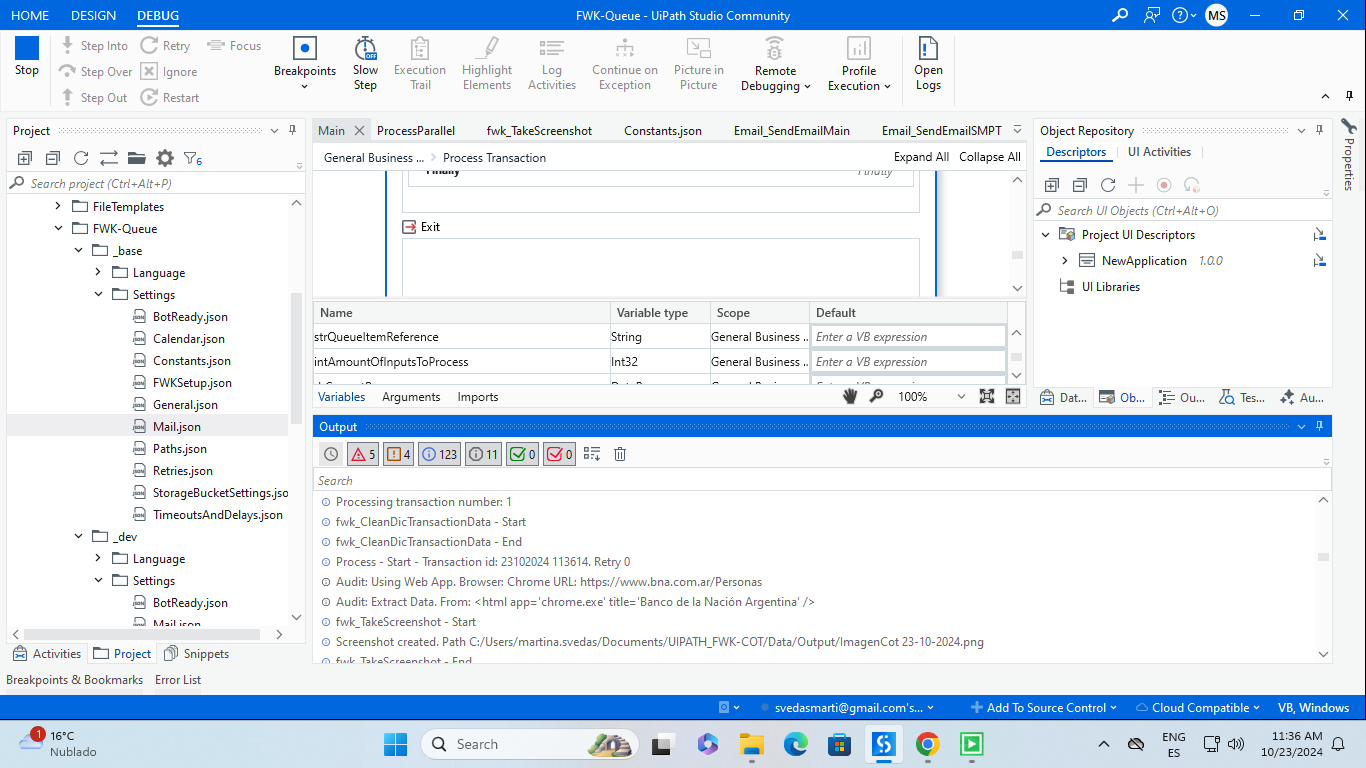 HOME DESIGN DEBUG
FWK-Queue - UiPath Studio Community
MS
Stop
Step Into
Step Over
Step Out
Retry
Ignore
Restart
Focus
Breakpoints
Slow Step
OFF
Execution Trail
Highlight Elements
Log Activities
Continue on Exception
Picture in Picture
Remote Debugging
Profile Execution
Open Logs
Project
6
Search project (Ctrl+Alt+P)
FileTemplates
FWK-Queue
_base
Language
Settings
BotReady.json
Calendar.json
Constants.json
FWKSetup.json
General.json
Mail.json
Paths.json
Retries.json
StorageBucketSettings.jso
TimeoutsAndDelays.json
_dev
Language
Settings
BotReady.json
Mail.json
Activities Project Snippets
Main ProcessParallel fwk_TakeScreenshot Constants.json Email_SendEmailMain Email_SendEmailSMPT
General Business ... Process Transaction
Expand All Collapse All
Finally Finally
Exit
Name Variable type Scope Default
strQueueItemReference String General Business .. Enter a VB expression
intAmountOfInputsToProcess Int32 General Business .. Enter a VB expression
Variables Arguments Imports
100%
Object Repository
Descriptors UI Activities
Search UI Objects (Ctrl+Alt+O)
Project UI Descriptors
NewApplication 1.0.0
UI Libraries
Dat... Ob... Ou... Tes... Au...
Properties
Output
5 4 123 11 0 0
Search
Processing transaction number: 1
fwk_CleanDicTransactionData - Start
fwk_CleanDicTransactionData - End
Process - Start - Transaction id: 23102024 113614. Retry 0
Audit: Using Web App. Browser: Chrome URL: https://www.bna.com.ar/Personas
Audit: Extract Data. From: <html app='chrome.exe' title='Banco de la Nación Argentina' />
fwk_TakeScreenshot - Start
Screenshot created. Path C:/Users/martina.svedas/Documents/UIPATH_FWK-COT/Data/Output/ImagenCot 23-10-2024.png
fwk_TakeScreenshot - End
Breakpoints & Bookmarks Error List
svedasmarti@gmail.com's... Add To Source Control Cloud Compatible VB, Windows
1
16°C
Nublado
Search
ENG
ES
11:36 AM
10/23/2024